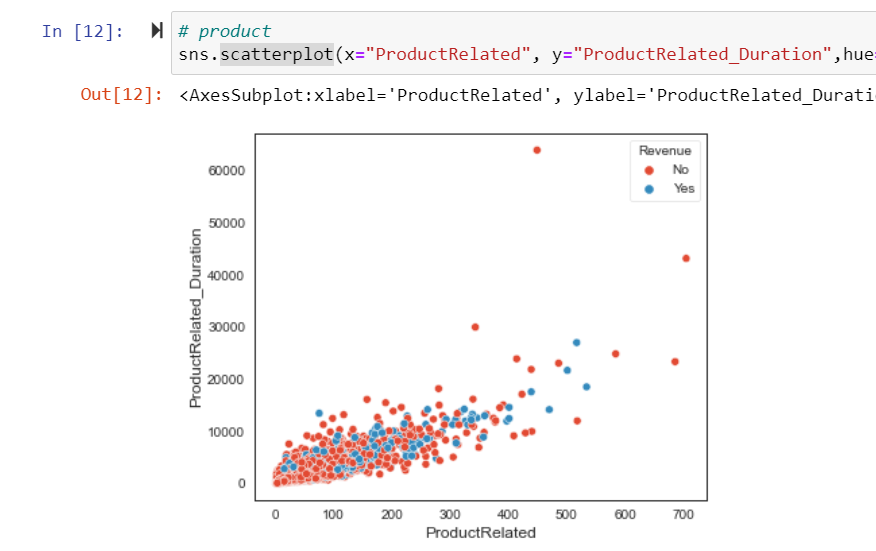 In [12]:
# product
sns.scatterplot(x="ProductRelated", y="ProductRelated_Duration",hue=
Out[12]: <AxesSubplot:xlabel='ProductRelated', ylabel='ProductRelated_Durati
Revenue
No
Yes
60000
50000
40000
30000
20000
10000
0
ProductRelated_Duration
0 100 200 300 400 500 600 700
ProductRelated